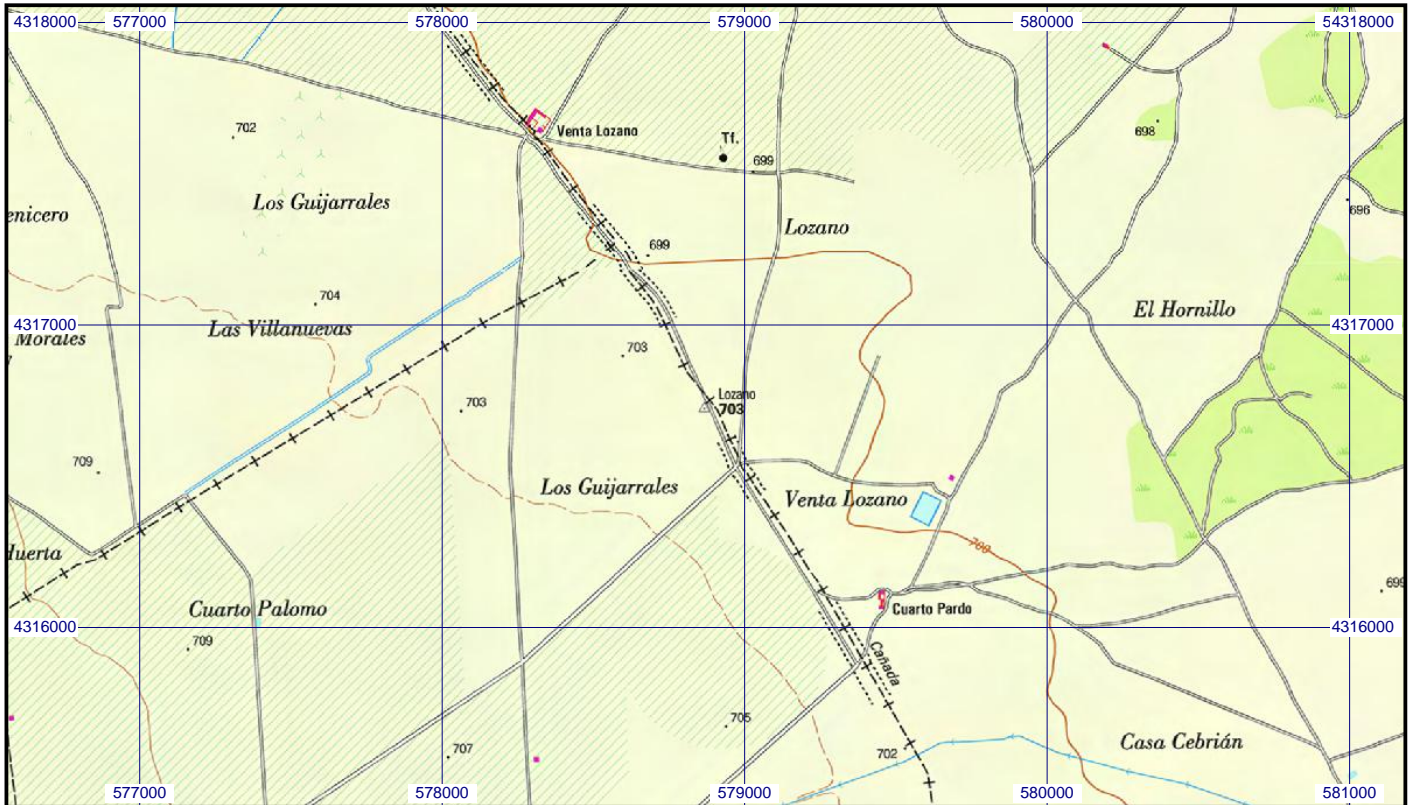 4318000
577000
578000
579000
580000
54318000
702
Venta Lozano
Tf.
699
698
Los Guijarrales
enicero
696
699
Lozano
704
Las Villanuevas
El Hornillo
4317000
Morales
703
Lozano
703
703
709
Los Guijarrales
Venta Lozano
700
Huerta
Cuarto Palomo
Cuarto Pardo
699
4316000
4316000
709
Cañada
705
707
702
Casa Cebrián
577000
578000
579000
580000
581000